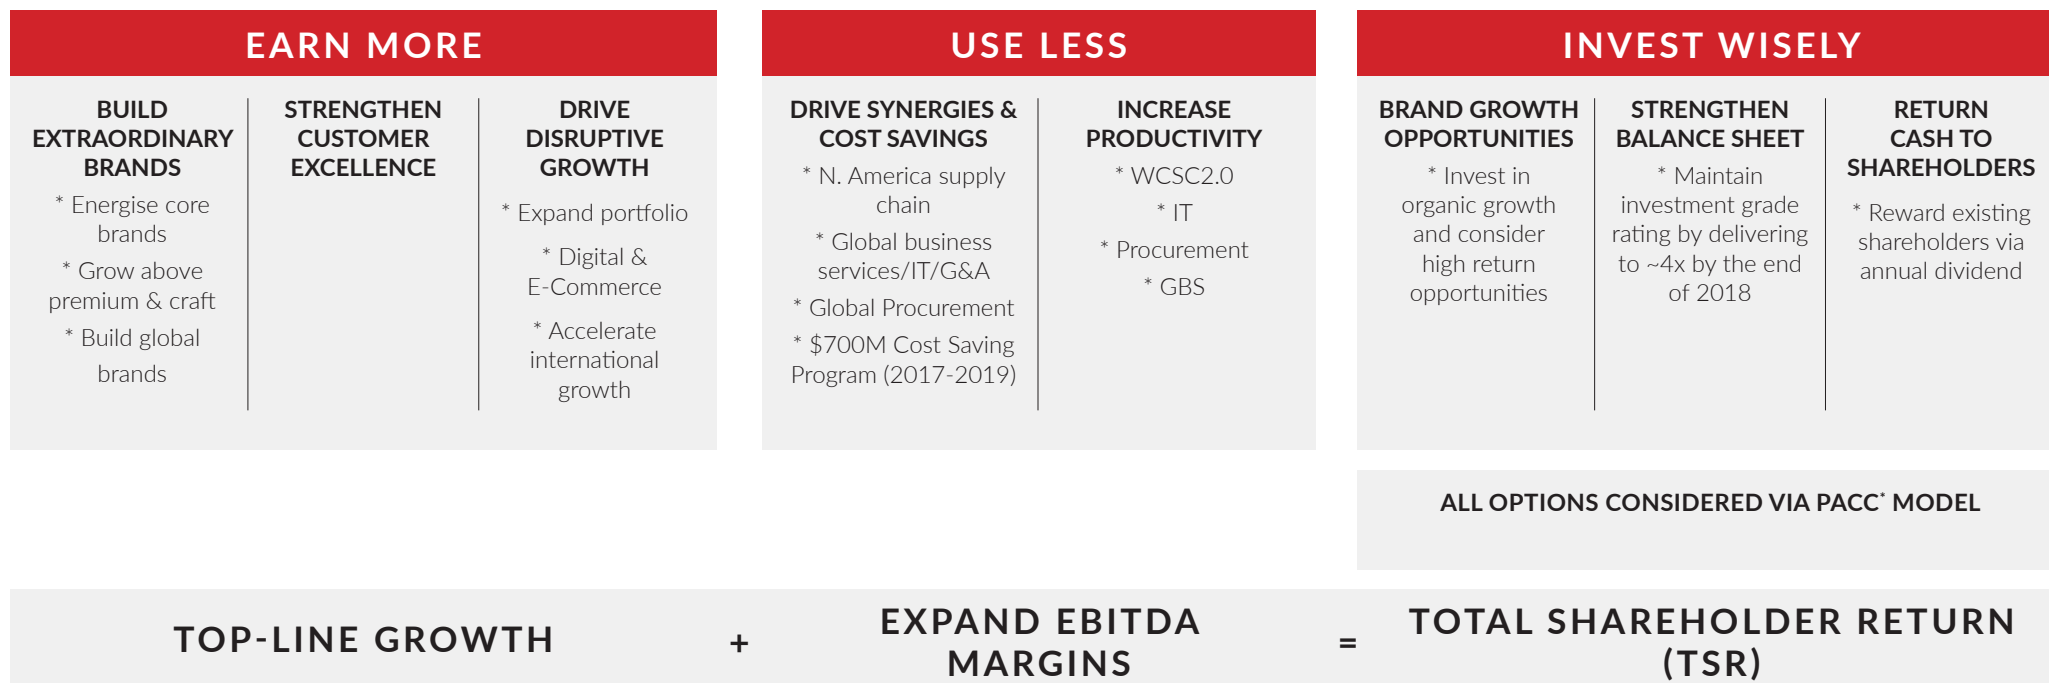 EARN MORE
BUILD
EXTRAORDINARY
BRANDS
* Energise core
brands
* Grow above
premium & craft
* Build global
brands
STRENGTHEN
CUSTOMER
EXCELLENCE
DRIVE
DISRUPTIVE
GROWTH
* Expand portfolio
* Digital &
E-Commerce
* Accelerate
international
growth
USE LESS
DRIVE SYNERGIES &
COST SAVINGS
* N. America supply
chain
* Global business
services/IT/G&A
* Global Procurement
* $700M Cost Saving
Program (2017-2019)
INCREASE
PRODUCTIVITY
* WCSC2.0
* IT
* Procurement
* GBS
INVEST WISELY
BRAND GROWTH
OPPORTUNITIES
* Invest in
organic growth
and consider
high return
opportunities
STRENGTHEN
BALANCE SHEET
* Maintain
investment grade
rating by delivering
to ~4x by the end
of 2018
RETURN
CASH TO
SHAREHOLDERS
* Reward existing
shareholders via
annual dividend
ALL OPTIONS CONSIDERED VIA PACC* MODEL
TOP-LINE GROWTH
+
EXPAND EBITDA
MARGINS
=
TOTAL SHAREHOLDER RETURN
(TSR)